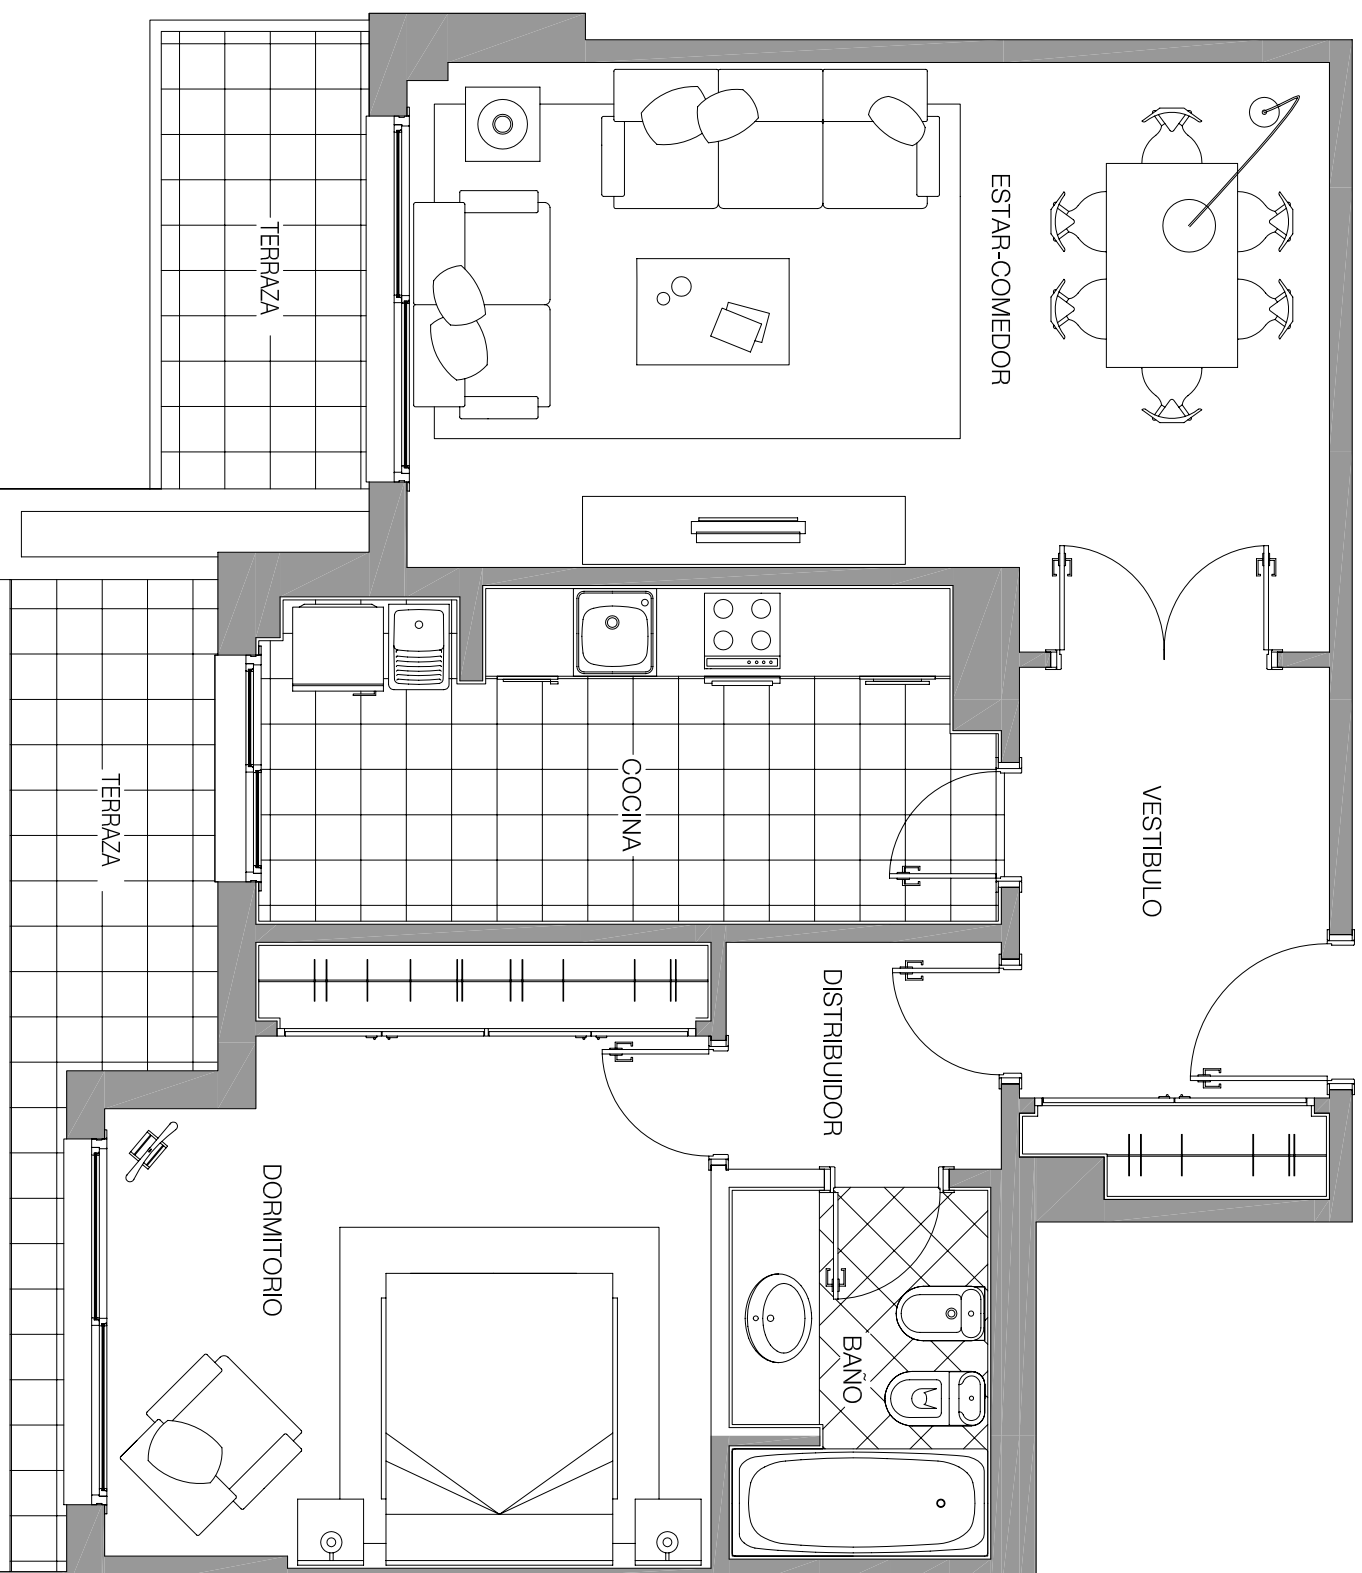 ESTAR-COMEDOR
TERRAZA
VESTIBULO
COCINA
TERRAZA
DISTRIBUIDOR
DORMITORIO
BAÑO